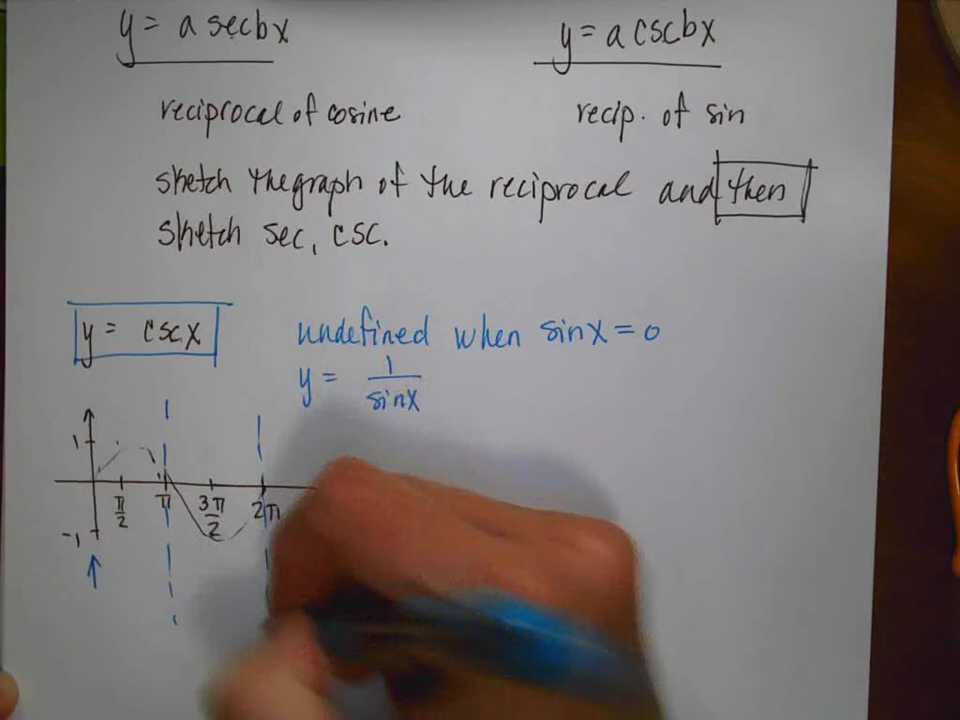 y = a secbx
y = a cscbx
reciprocal of cosine
recip. of sin
sketch the graph of the reciprocal and then
sketch sec, csc.
y = cscx
undefined when sinx = 0
y = 1/sinx
1
π/2 π 3π/2 2π
-1